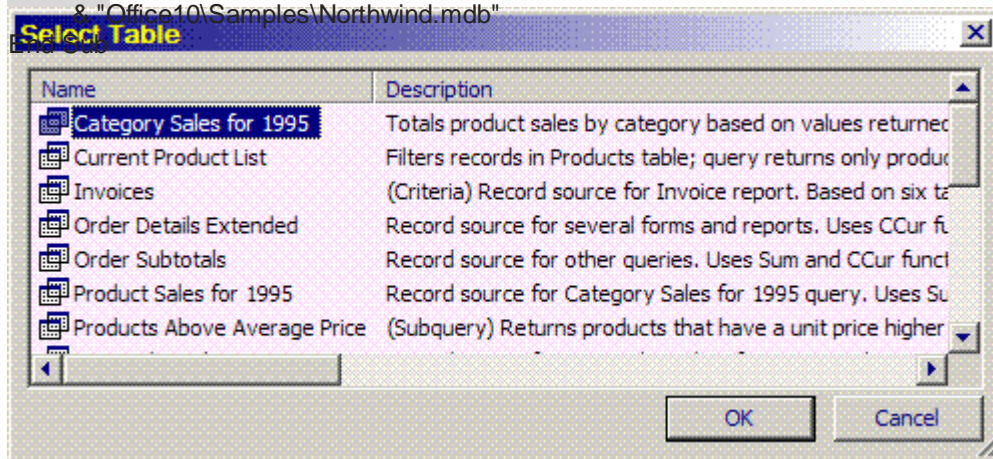 & "Office10\Samples\Northwind.mdb"
Select Table
End Sub
Name Description
Category Sales for 1995 Totals product sales by category based on values returned
Current Product List Filters records in Products table; query returns only produc
Invoices (Criteria) Record source for Invoice report. Based on six ta
Order Details Extended Record source for several forms and reports. Uses CCur fu
Order Subtotals Record source for other queries. Uses Sum and CCur funct
Product Sales for 1995 Record source for Category Sales for 1995 query. Uses Su
Products Above Average Price (Subquery) Returns products that have a unit price higher
OK Cancel